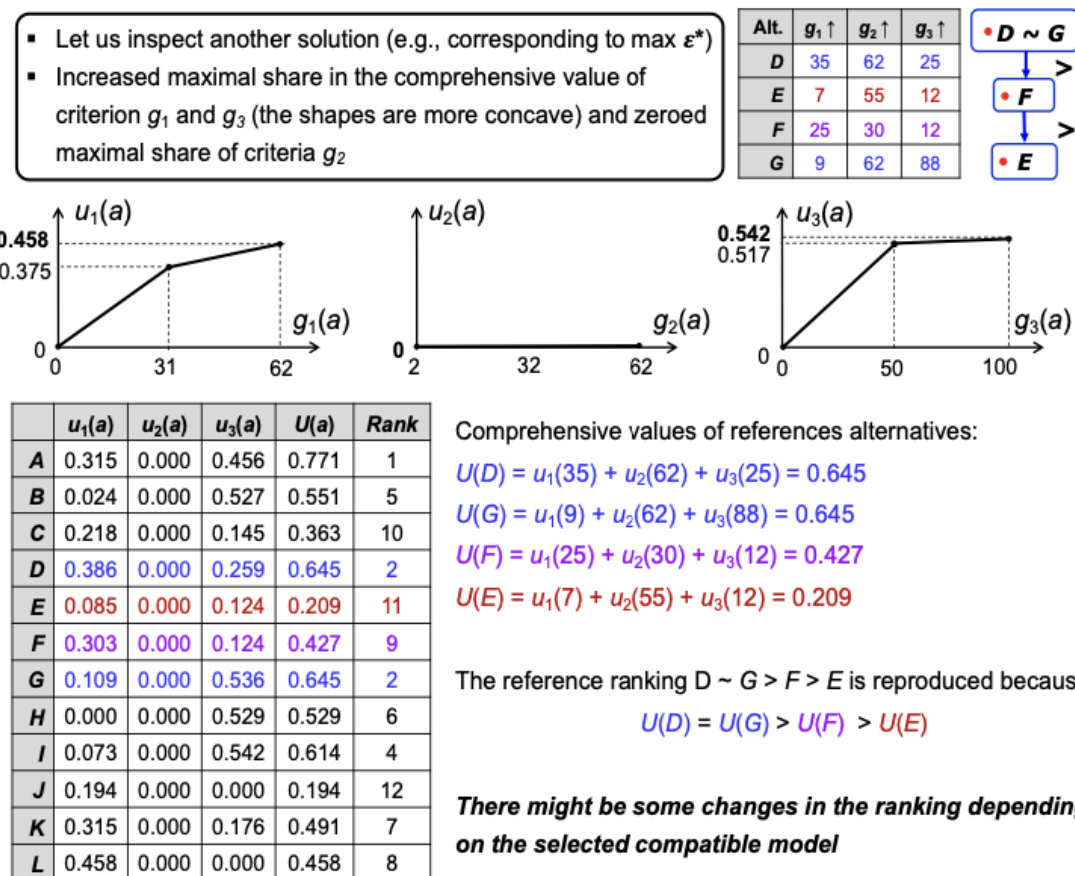 ▪ Let us inspect another solution (e.g., corresponding to max ε*)
▪ Increased maximal share in the comprehensive value of
criterion g₁ and g₃ (the shapes are more concave) and zeroed
maximal share of criteria g₂
Alt. g₁↑ g₂↑ g₃↑
D 35 62 25
E 7 55 12
F 25 30 12
G 9 62 88
• D ~ G
>
• F
>
• E
u₁(a)
0.458
0.375
g₁(a)
0
0 31 62
u₂(a)
g₂(a)
0
2 32 62
u₃(a)
0.542
0.517
g₃(a)
0
0 50 100
u₁(a) u₂(a) u₃(a) U(a) Rank
A 0.315 0.000 0.456 0.771 1
B 0.024 0.000 0.527 0.551 5
C 0.218 0.000 0.145 0.363 10
D 0.386 0.000 0.259 0.645 2
E 0.085 0.000 0.124 0.209 11
F 0.303 0.000 0.124 0.427 9
G 0.109 0.000 0.536 0.645 2
H 0.000 0.000 0.529 0.529 6
I 0.073 0.000 0.542 0.614 4
J 0.194 0.000 0.000 0.194 12
K 0.315 0.000 0.176 0.491 7
L 0.458 0.000 0.000 0.458 8
Comprehensive values of references alternatives:
U(D) = u₁(35) + u₂(62) + u₃(25) = 0.645
U(G) = u₁(9) + u₂(62) + u₃(88) = 0.645
U(F) = u₁(25) + u₂(30) + u₃(12) = 0.427
U(E) = u₁(7) + u₂(55) + u₃(12) = 0.209
The reference ranking D ~ G > F > E is reproduced becaus
U(D) = U(G) > U(F) > U(E)
There might be some changes in the ranking depending
on the selected compatible model